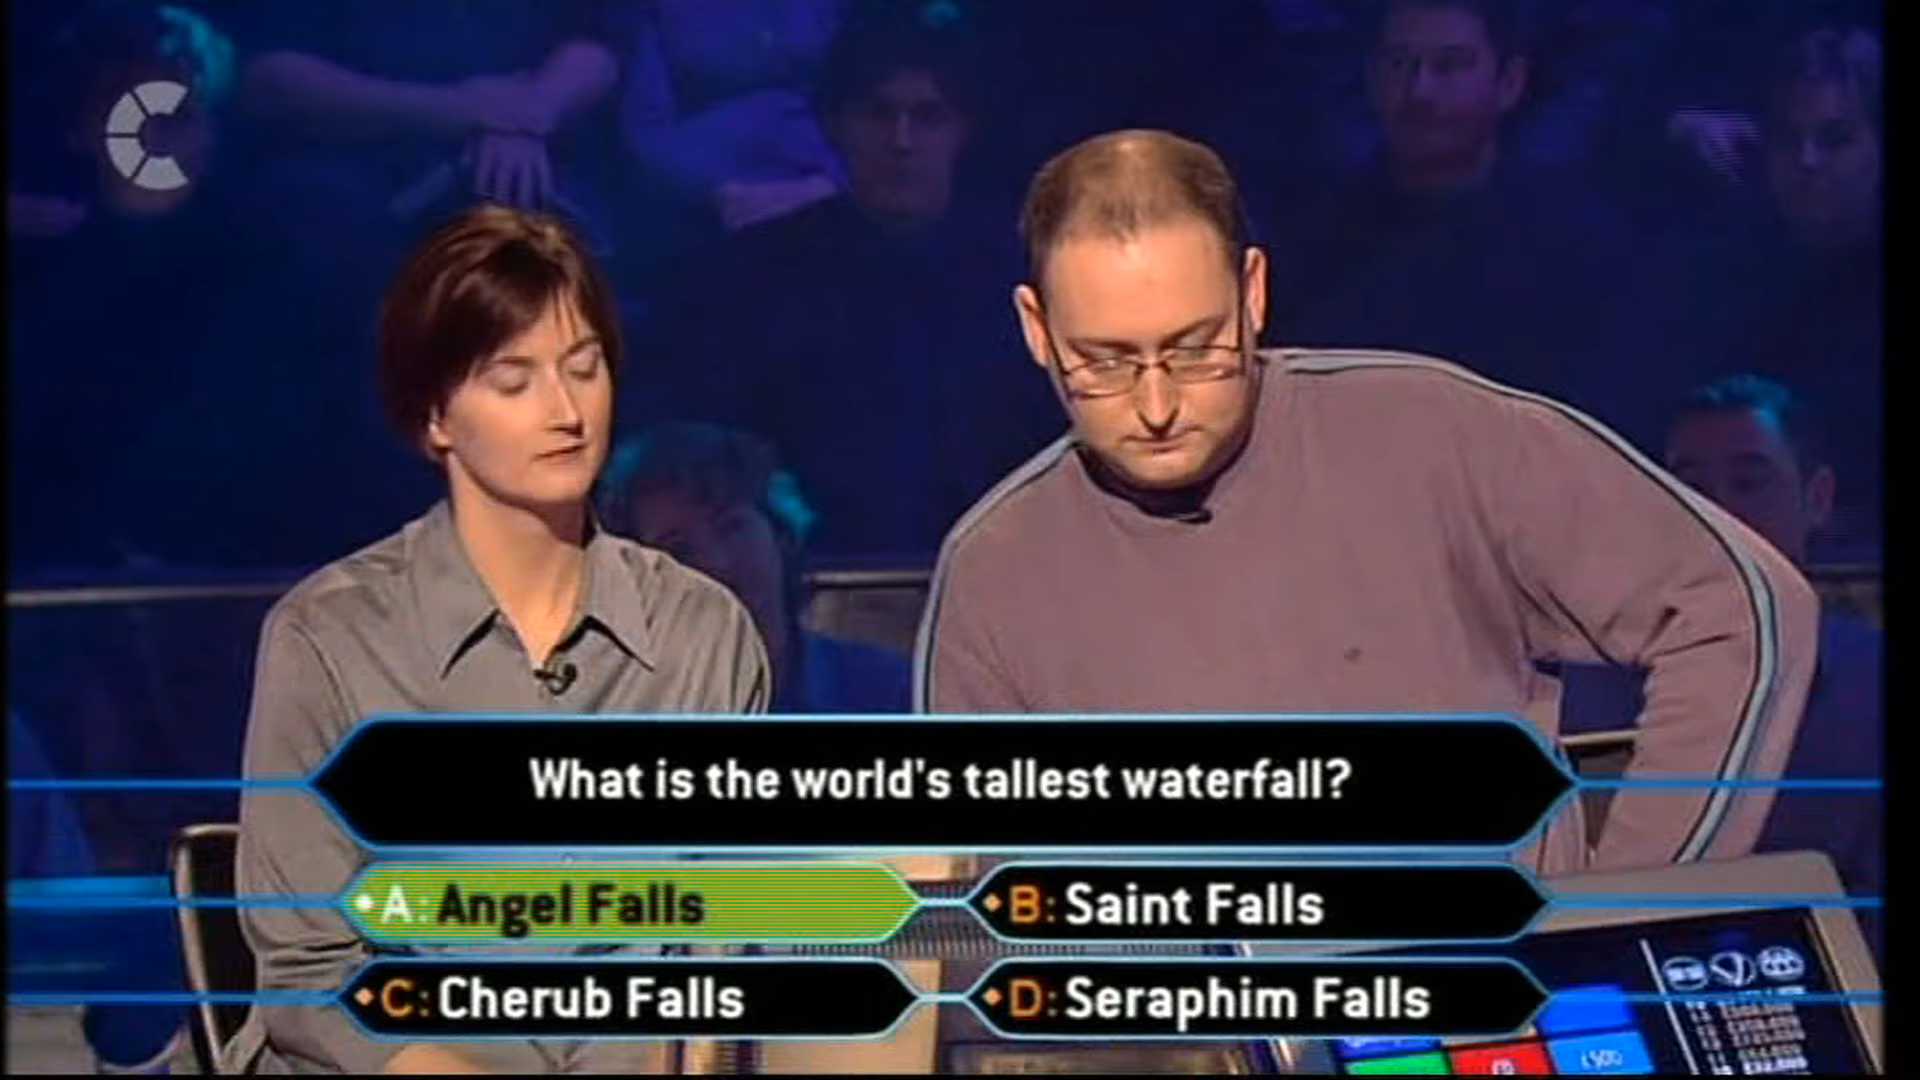 What is the world's tallest waterfall?
A: Angel Falls
B: Saint Falls
C: Cherub Falls
D: Seraphim Falls